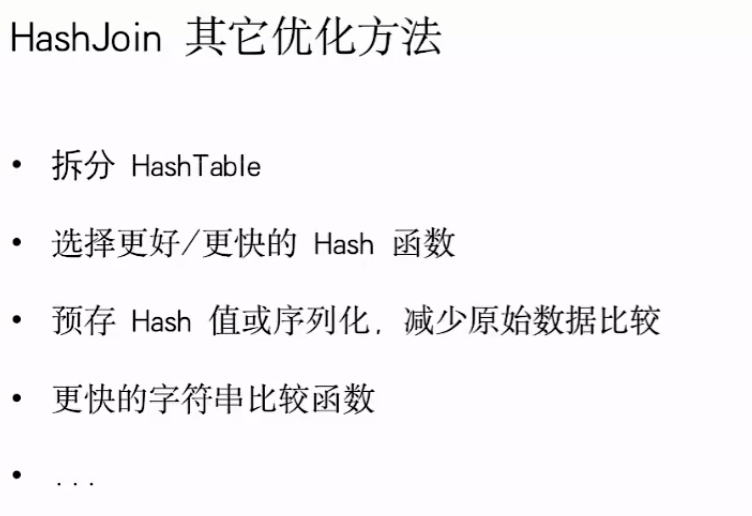 HashJoin 其它优化方法
• 拆分 HashTable
• 选择更好/更快的 Hash 函数
• 预存 Hash 值或序列化，减少原始数据比较
• 更快的字符串比较函数
• ...